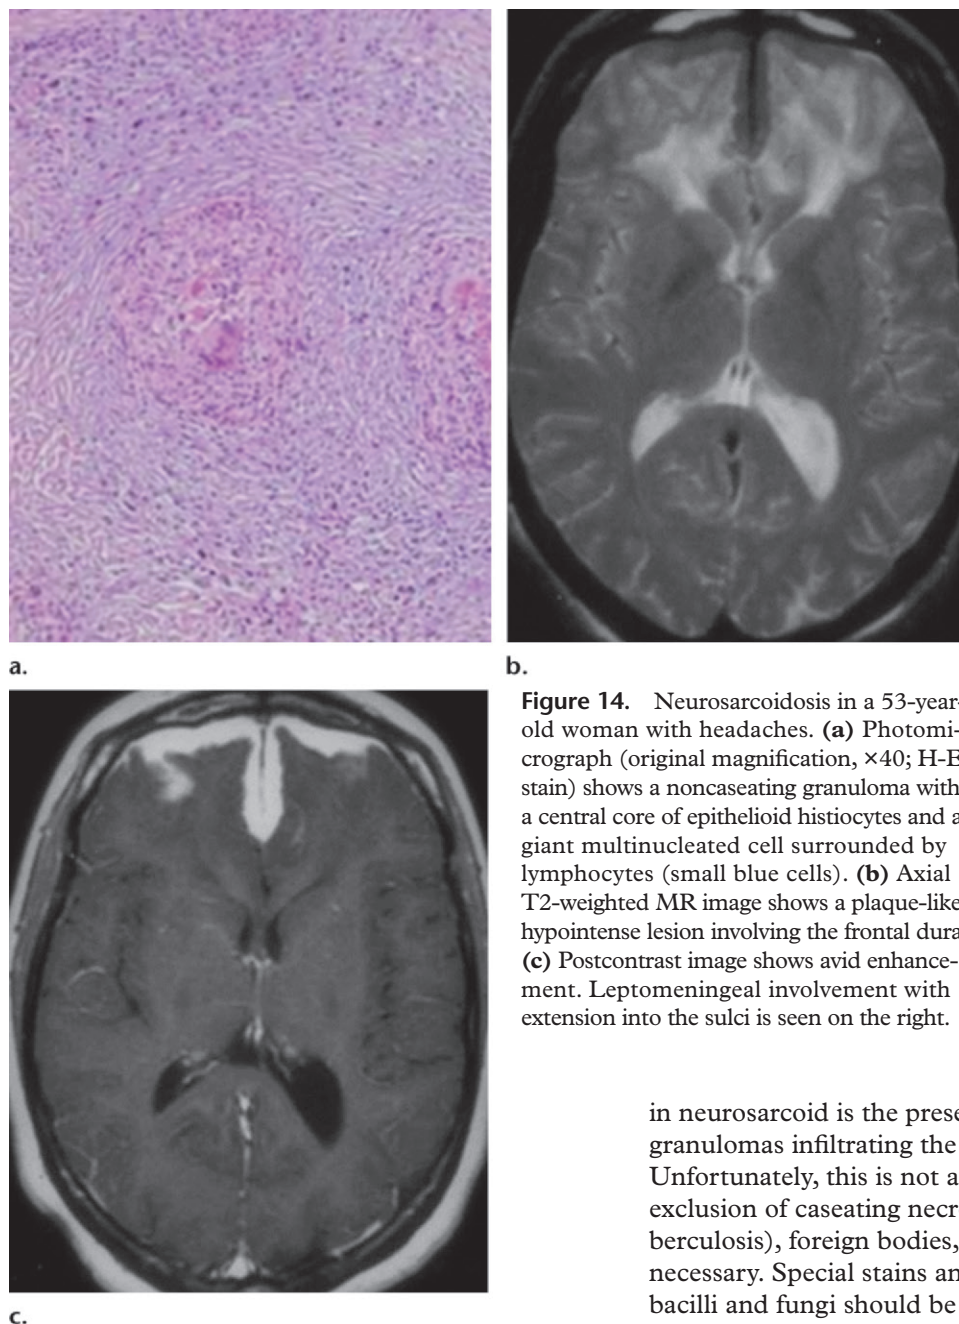 a.
b.
Figure 14. Neurosarcoidosis in a 53-year-
old woman with headaches. (a) Photomi-
crograph (original magnification, ×40; H-E
stain) shows a noncaseating granuloma with
a central core of epithelioid histiocytes and a
giant multinucleated cell surrounded by
lymphocytes (small blue cells). (b) Axial
T2-weighted MR image shows a plaque-like
hypointense lesion involving the frontal dura.
(c) Postcontrast image shows avid enhance-
ment. Leptomeningeal involvement with
extension into the sulci is seen on the right.
in neurosarcoid is the prese
granulomas infiltrating the
Unfortunately, this is not a
exclusion of caseating necr
berculosis), foreign bodies,
necessary. Special stains an
bacilli and fungi should be
c.